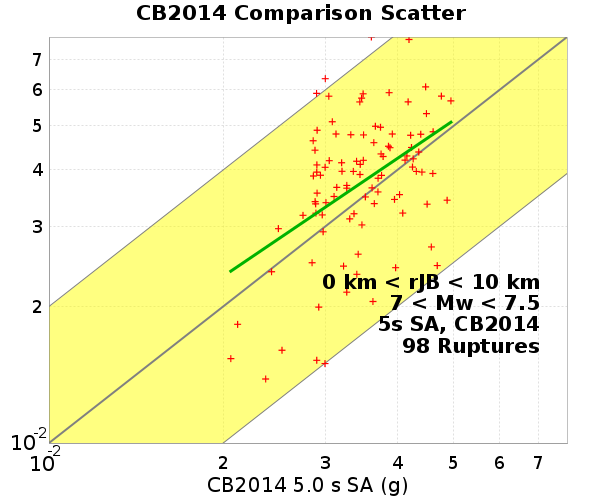 CB2014 Comparison Scatter
7
6
5
4
3
2
10-2
10-2
2
3
4
5
6
7
0 km < rJB < 10 km
7 < Mw < 7.5
5s SA, CB2014
98 Ruptures
CB2014 5.0 s SA (g)